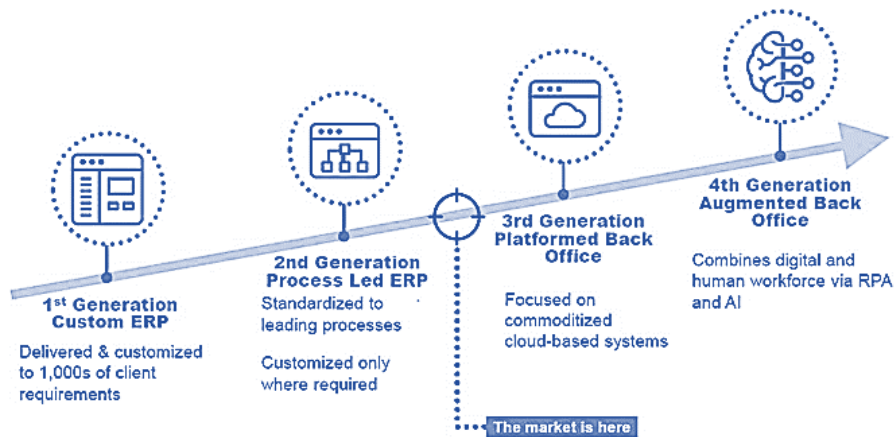 1st Generation
Custom ERP
Delivered & customized
to 1,000s of client
requirements
2nd Generation
Process Led ERP
Standardized to
leading processes
Customized only
where required
3rd Generation
Platformed Back
Office
Focused on
commoditized
cloud-based systems
4th Generation
Augmented Back
Office
Combines digital and
human workforce via RPA
and AI
The market is here